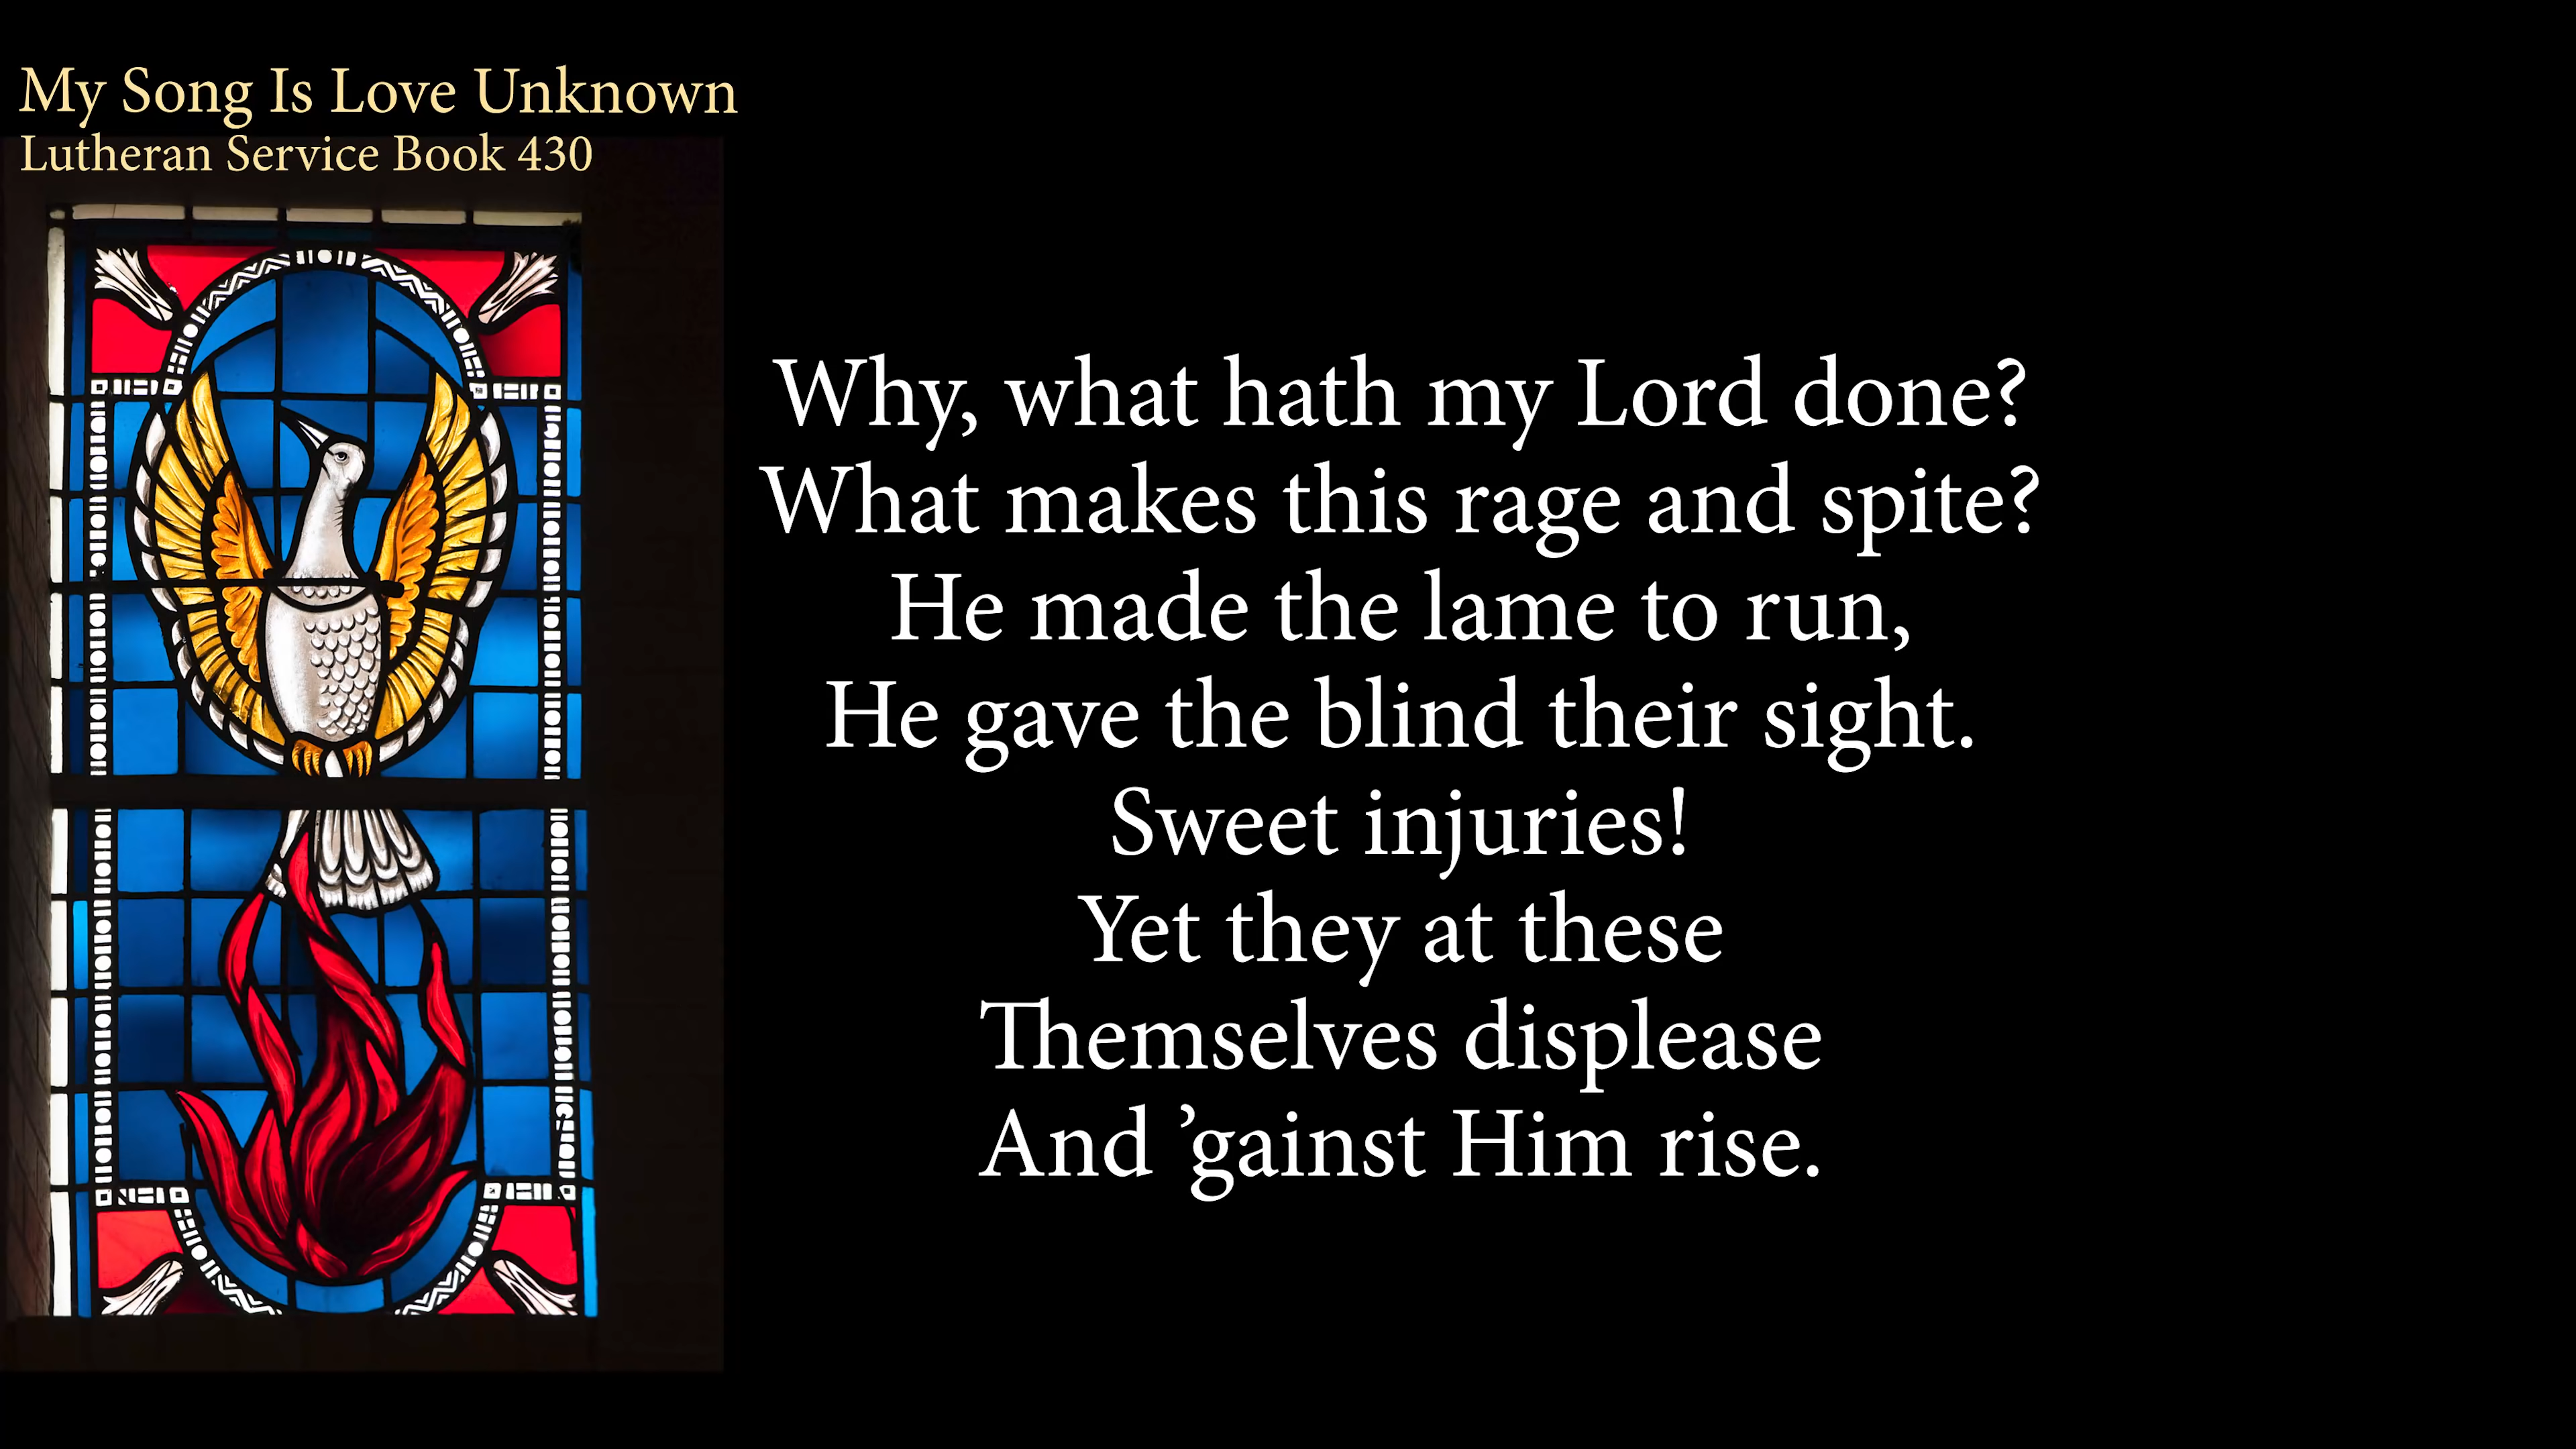 My Song Is Love Unknown
Lutheran Service Book 430
Why, what hath my Lord done?
What makes this rage and spite?
He made the lame to run,
He gave the blind their sight.
Sweet injuries!
Yet they at these
Themselves displease
And ’gainst Him rise.